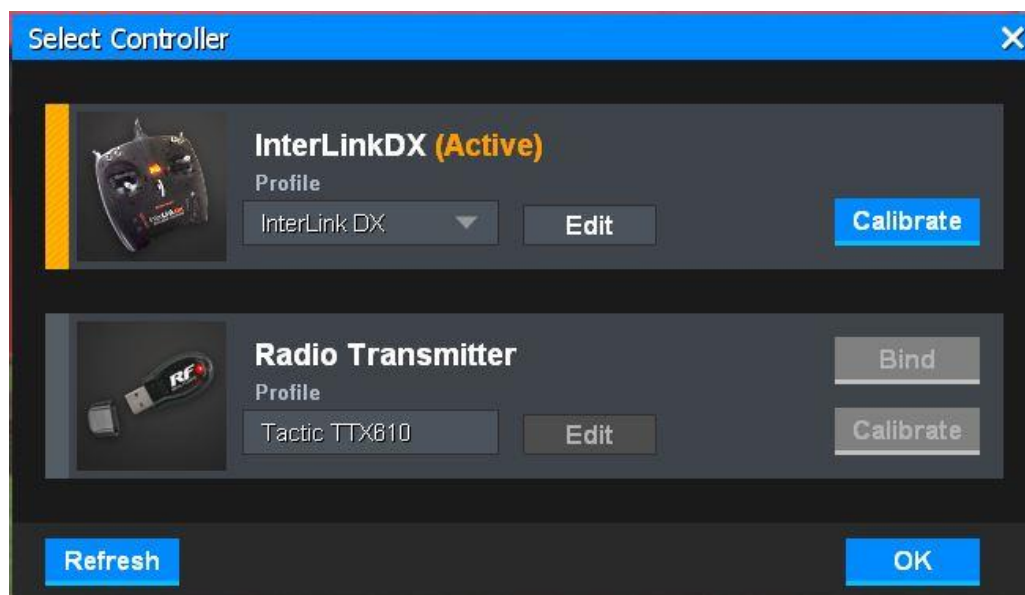 Select Controller
InterLinkDX (Active)
Profile
InterLink DX
Edit
Calibrate
RF
Radio Transmitter
Profile
Tactic TTX610
Edit
Bind
Calibrate
Refresh
OK